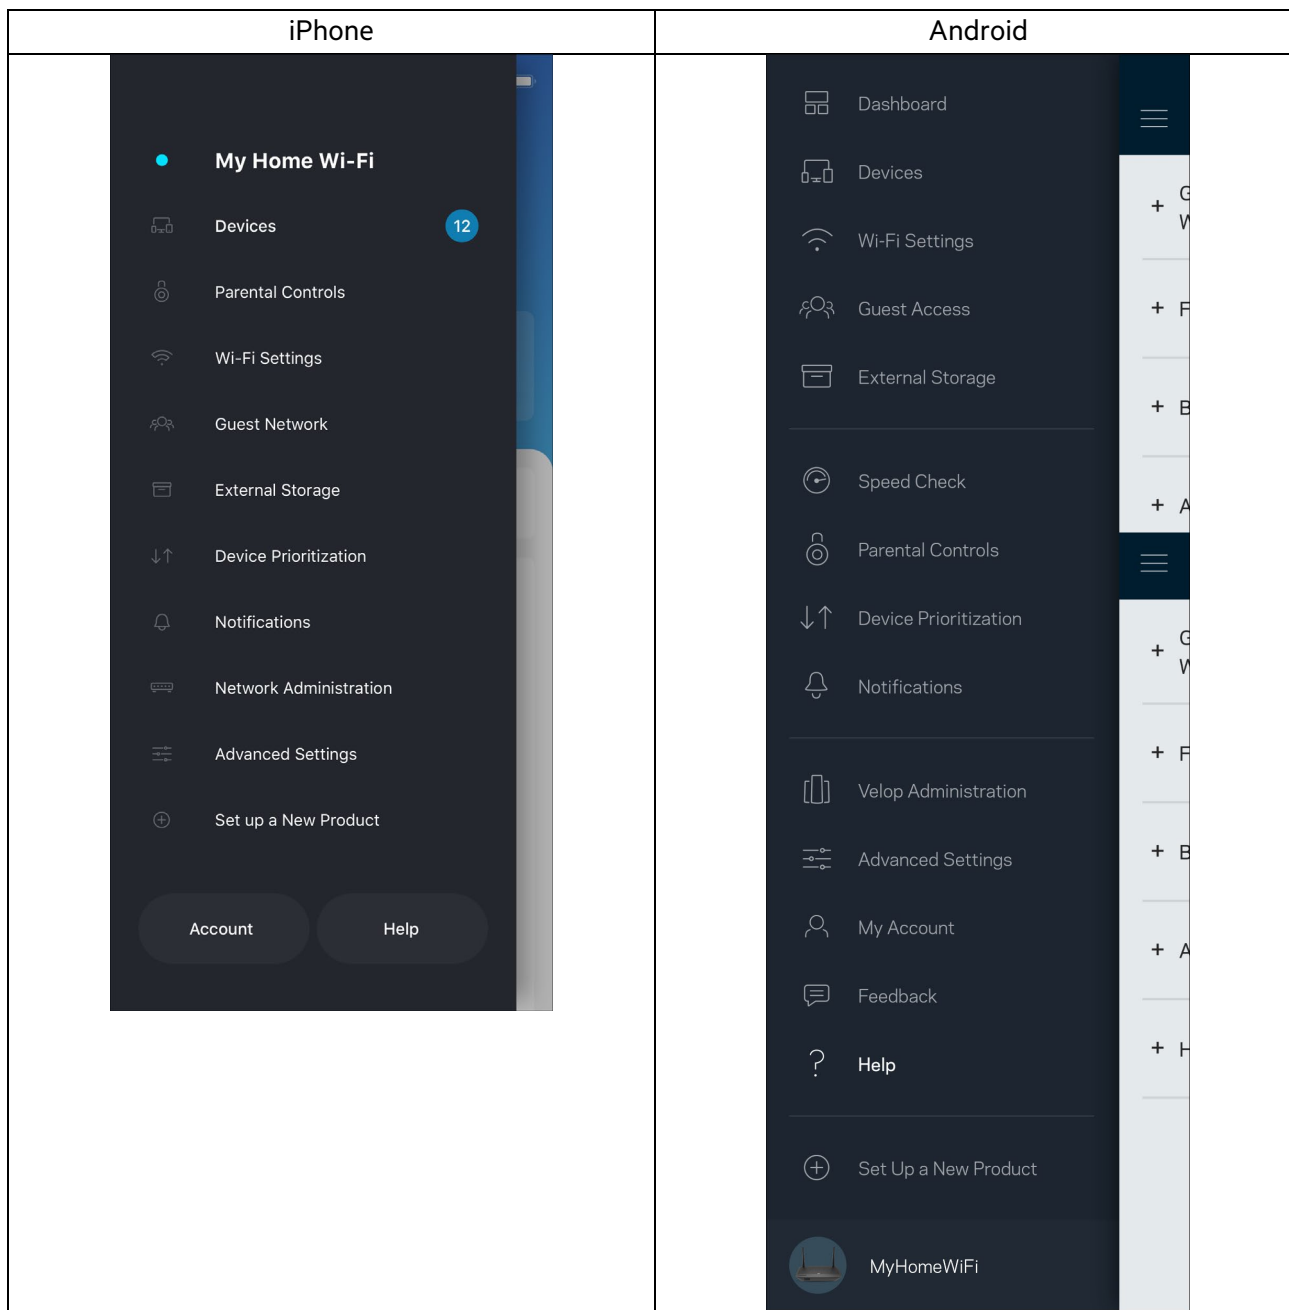 iPhone
Android
My Home Wi-Fi
Devices
12
Parental Controls
Wi-Fi Settings
Guest Network
External Storage
Device Prioritization
Notifications
Network Administration
Advanced Settings
Set up a New Product
Account
Help
Dashboard
Devices
Wi-Fi Settings
Guest Access
External Storage
Speed Check
Parental Controls
Device Prioritization
Notifications
Velop Administration
Advanced Settings
My Account
Feedback
Help
Set Up a New Product
MyHomeWiFi